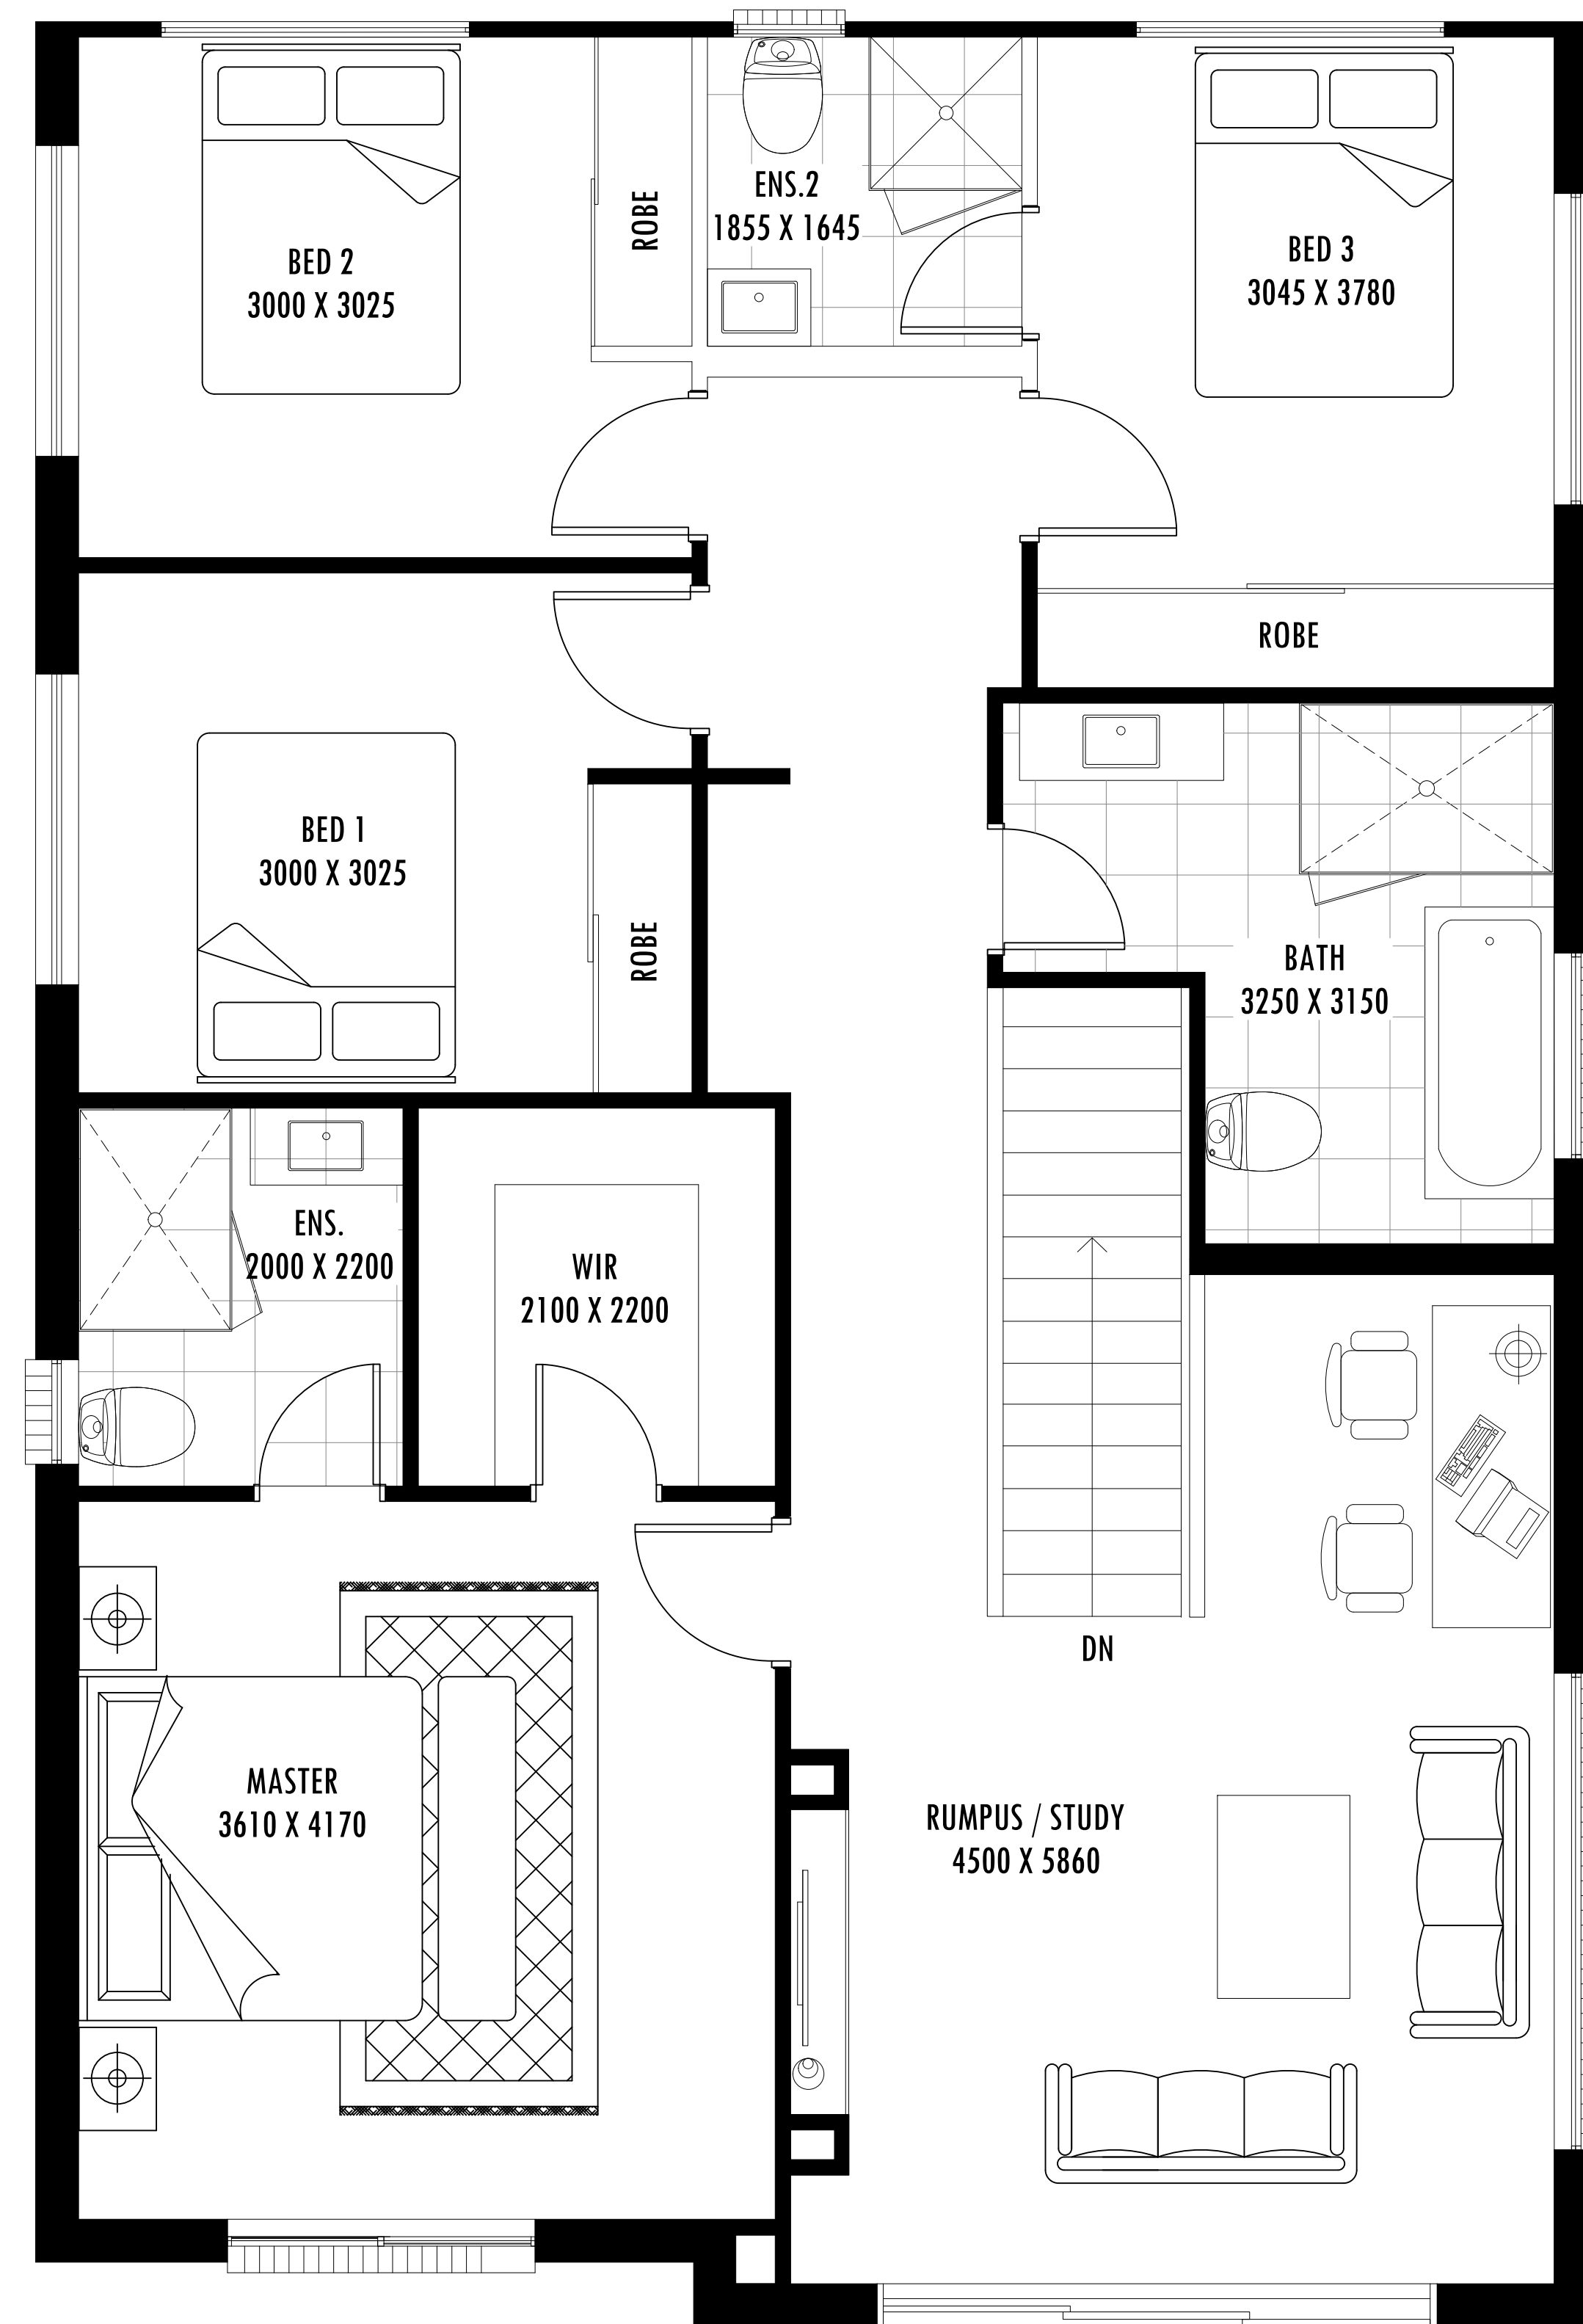 ENS.2
1855 X 1645
ROBE
BED 2
3000 X 3025
BED 3
3045 X 3780
ROBE
BED 1
3000 X 3025
ROBE
BATH
3250 X 3150
ENS.
2000 X 2200
WIR
2100 X 2200
DN
MASTER
3610 X 4170
RUMPUS / STUDY
4500 X 5860